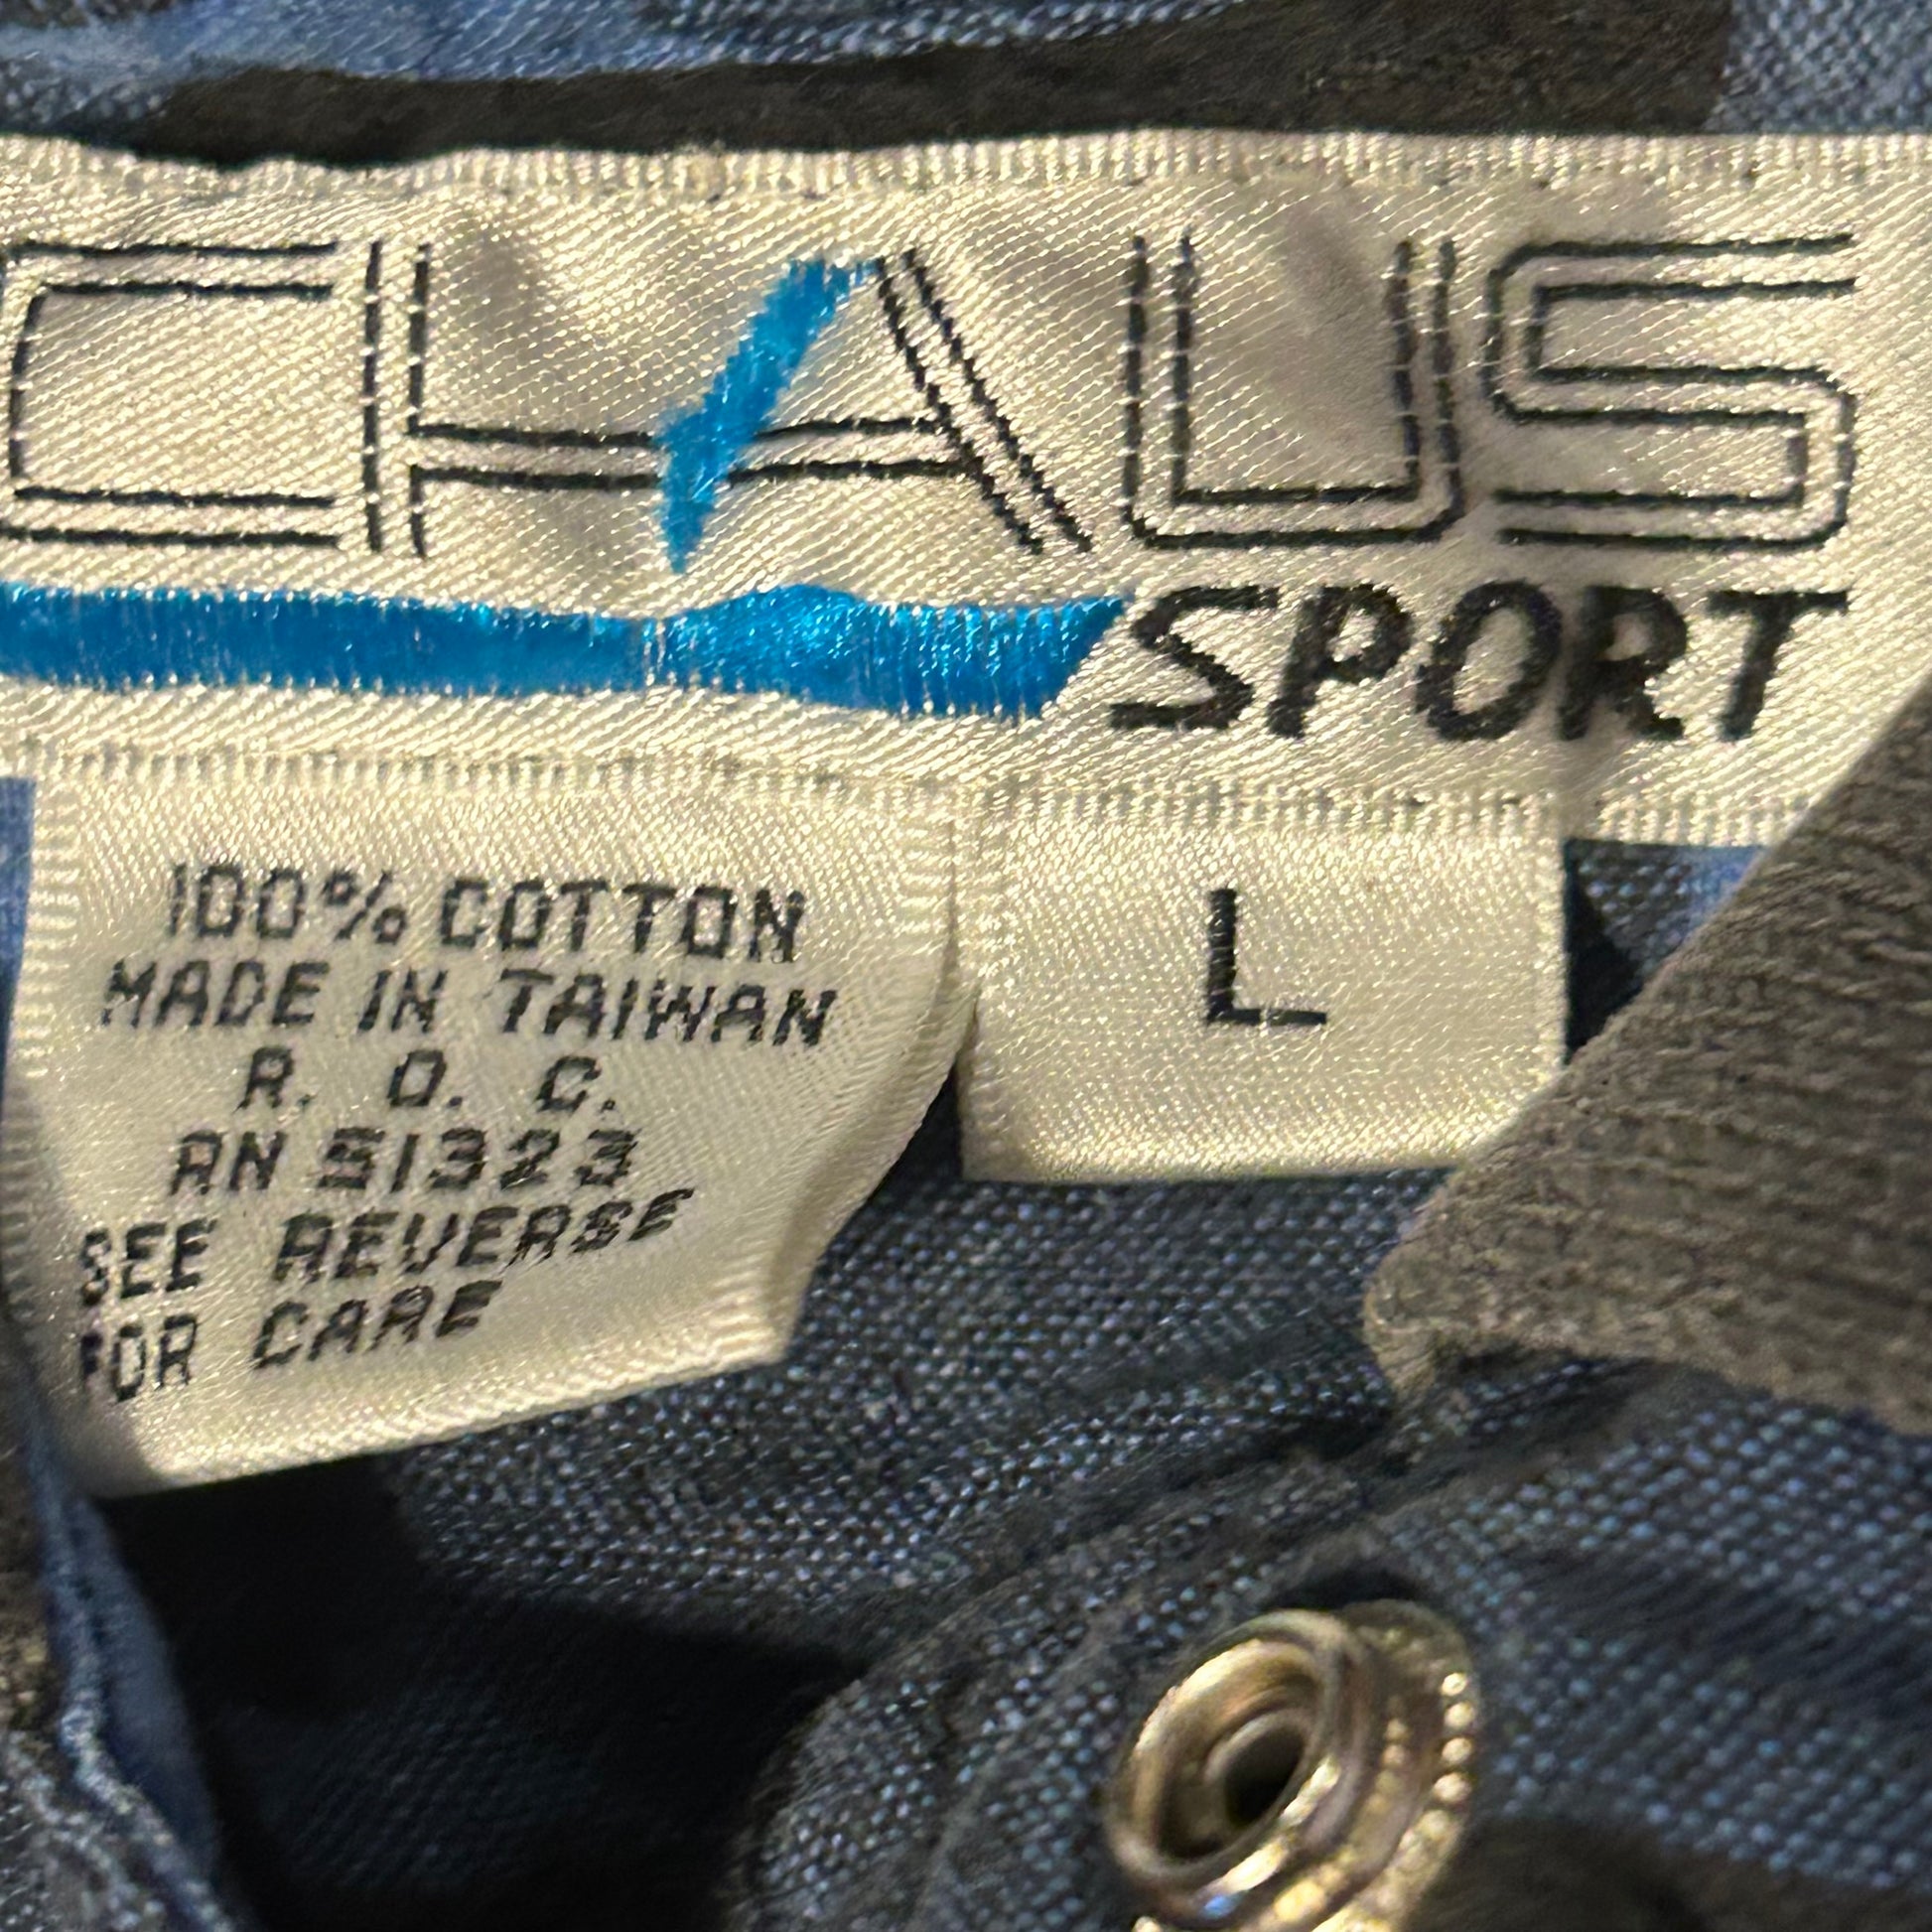 CHAUS
SPORT
100% COTTON
MADE IN TAIWAN
R. O. C.
RN 51323
SEE REVERSE
FOR CARE
L